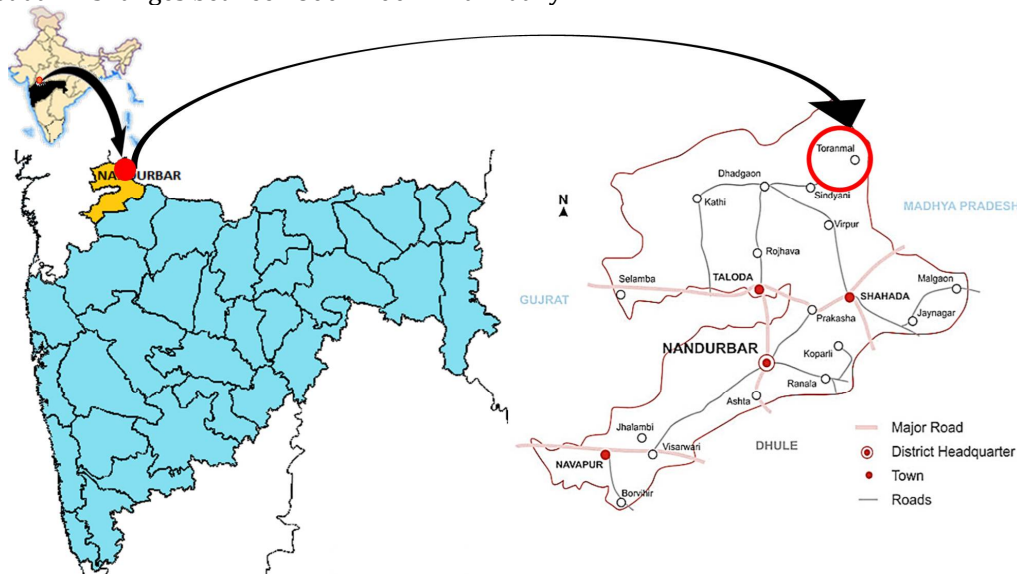 NANDURBAR
Toranmal
Dhadgaon
Sindyani
Kathi
N
MADHYA PRADESH
Virpur
Rojhava
Selamba
TALODA
Malgaon
GUJRAT
SHAHADA
Prakasha
Jaynagar
NANDURBAR
Koparli
Ranala
Ashta
Jhalambi
DHULE
Major Road
Visarwari
District Headquarter
NAVAPUR
Town
Borvihir
Roads